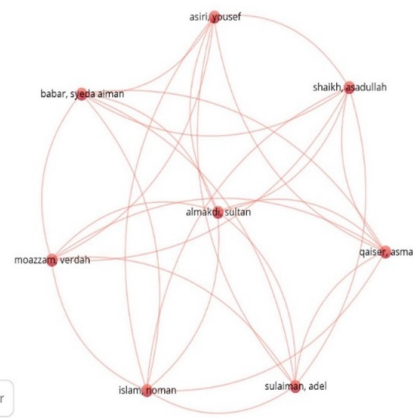 asiri, yousef
shaikh, asadullah
babar, syeda aiman
almakdi, sultan
qaiser, asma
moazzam, verdah
islam, noman
sulaiman, adel
r